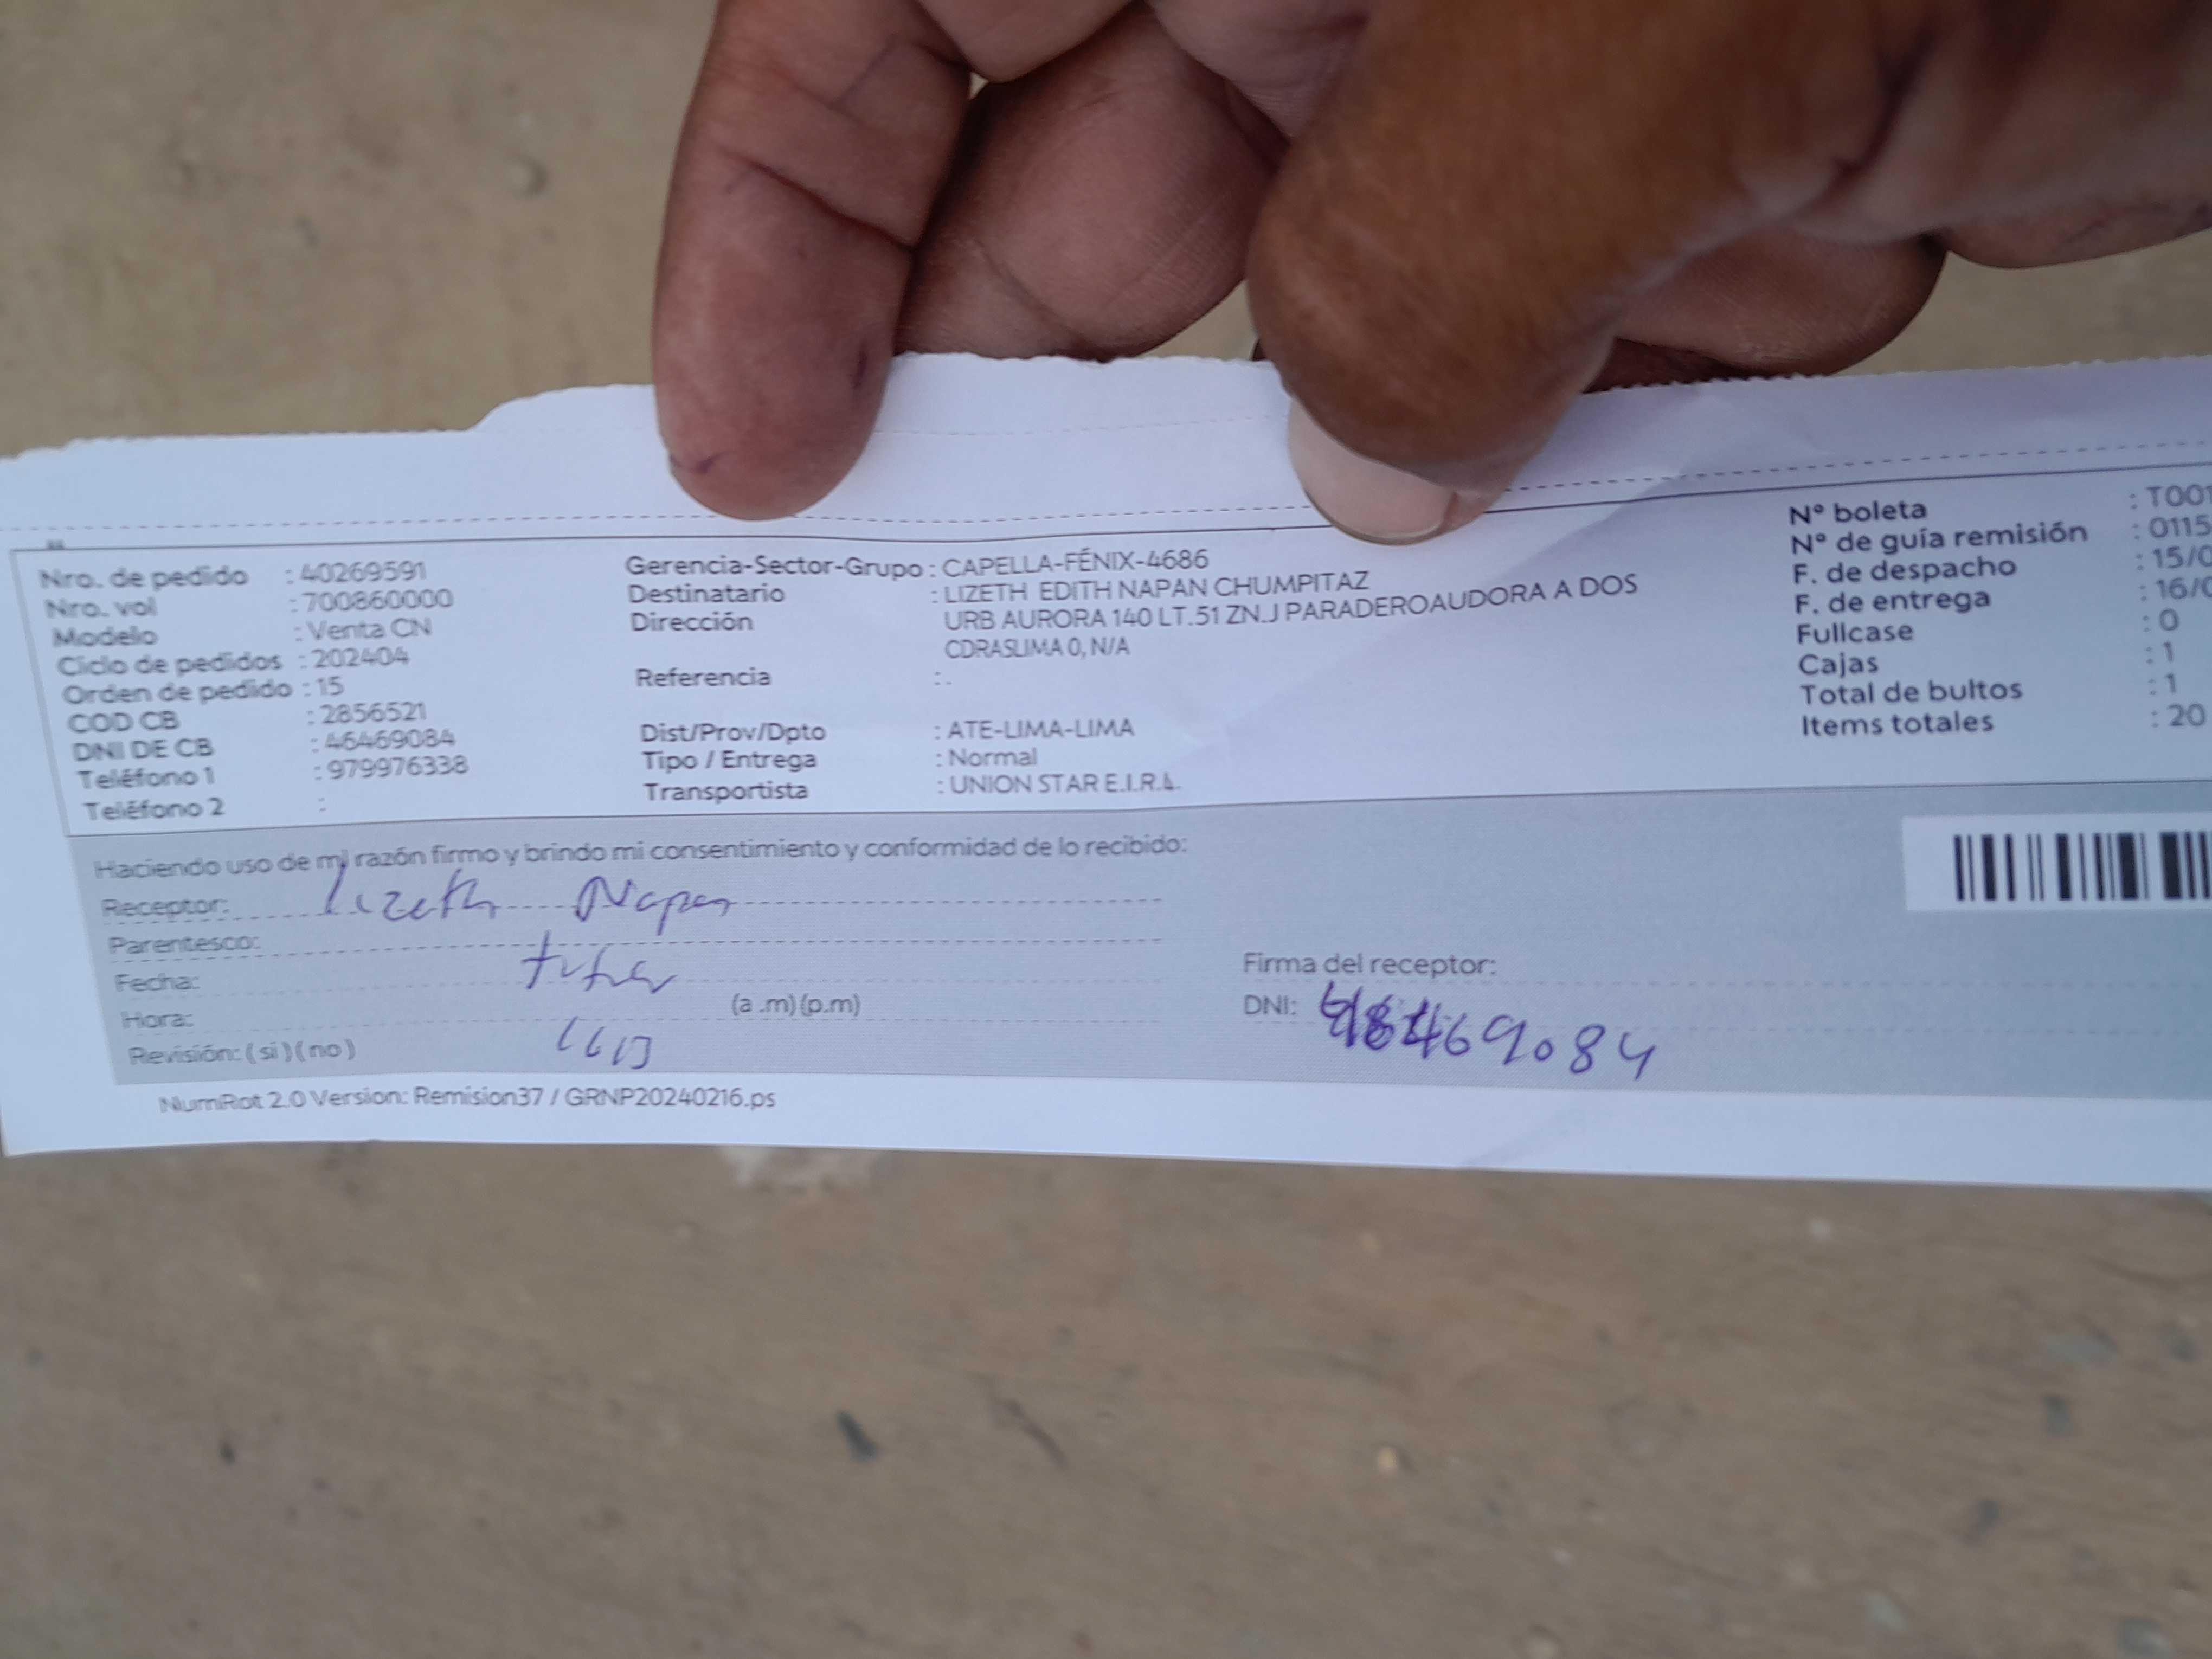 Nro. de pedido : 40269591
Nro. vol : 700860000
Modelo : Venta CN
Ciclo de pedidos : 202404
Orden de pedido : 15
COD CB : 2856521
DNI DE CB : 46469084
Teléfono 1 : 979976338
Teléfono 2 :
Gerencia-Sector-Grupo : CAPELLA-FÉNIX-4686
Destinatario : LIZETH EDITH NAPAN CHUMPITAZ
Dirección : URB AURORA 140 LT.51 ZN.J PARADEROAUDORA A DOS
CDRASLIMA 0, N/A
Referencia : .
Dist/Prov/Dpto : ATE-LIMA-LIMA
Tipo / Entrega : Normal
Transportista : UNION STAR E.I.R.L.
Nº boleta : T001
Nº de guía remisión : 0115
F. de despacho : 15/0
F. de entrega : 16/0
Fullcase : 0
Cajas : 1
Total de bultos : 1
Items totales : 20
Haciendo uso de mi razón firmo y brindo mi consentimiento y conformidad de lo recibido:
Receptor: Lizeth Napan
Parentesco:
Fecha:
Hora: (a .m) (p.m)
Revisión: ( si ) ( no )
Firma del receptor:
DNI: 469084
NumRot 2.0 Version: Remision37 / GRNP20240216.ps